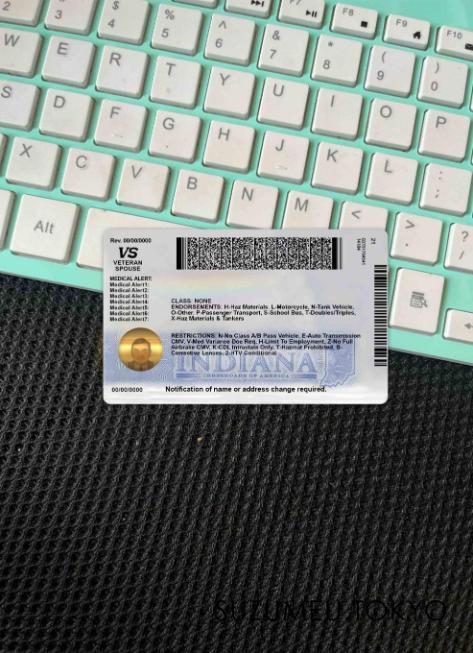 2
3
4
% 5
^ 6
& 7
* 8
( 9
) 0
F7
F8
F9
F10
W
E
R
T
Y
U
I
O
P
S
D
F
G
H
J
K
L
: ;
X
C
V
B
N
M
< ,
> .
? /
Alt
Rev. 00/00/0000
VS
VETERAN
SPOUSE
MEDICAL ALERT:
Medical Alert1:
Medical Alert2:
Medical Alert3:
Medical Alert4:
Medical Alert5:
Medical Alert6:
Medical Alert7:
00/00/0000
CLASS: NONE
ENDORSEMENTS: H-Haz Materials, L-Motorcycle, N-Tank Vehicle,
O-Other, P-Passenger Transport, S-School Bus, T-Doubles/Triples,
X-Haz Materials & Tankers
RESTRICTIONS: N-No Class A/B Pass Vehicle, E-Auto Transmission
CMV, V-Med Variance Doc Req, H-Limit To Employment, Z-No Full
Airbrake CMV, K-CDL Intrastate Only, T-Hazmat Prohibited, B-
Corrective Lenses, 2-HTV Conditional
INDIANA
CROSSROADS OF AMERICA
Notification of name or address change required.
21
SUZUMEU TOKYO